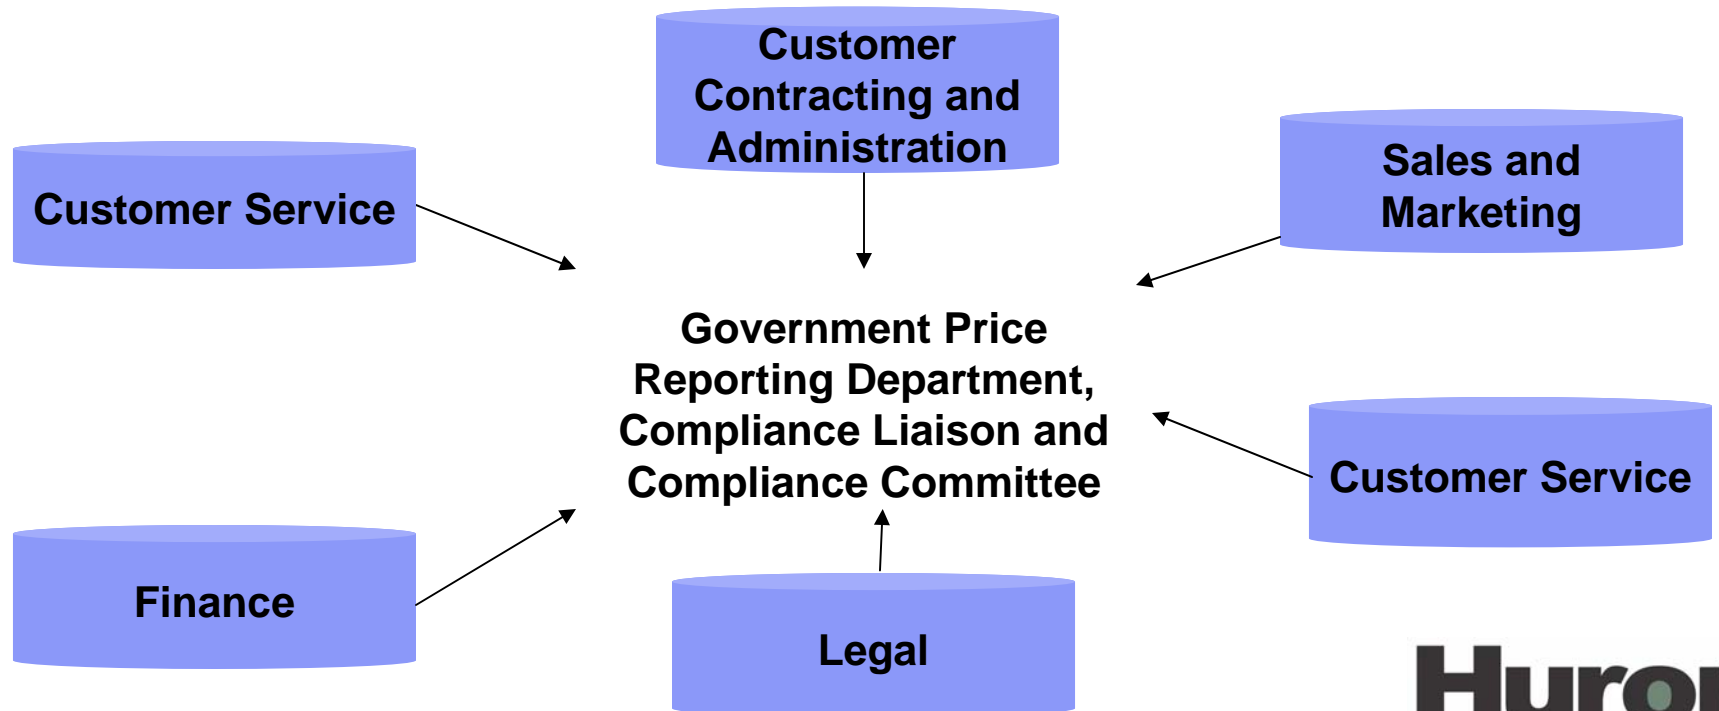 Customer
Contracting and
Administration
Sales and
Marketing
Customer Service
Government Price
Reporting Department,
Compliance Liaison and
Compliance Committee
Customer Service
Finance
Legal
Huron